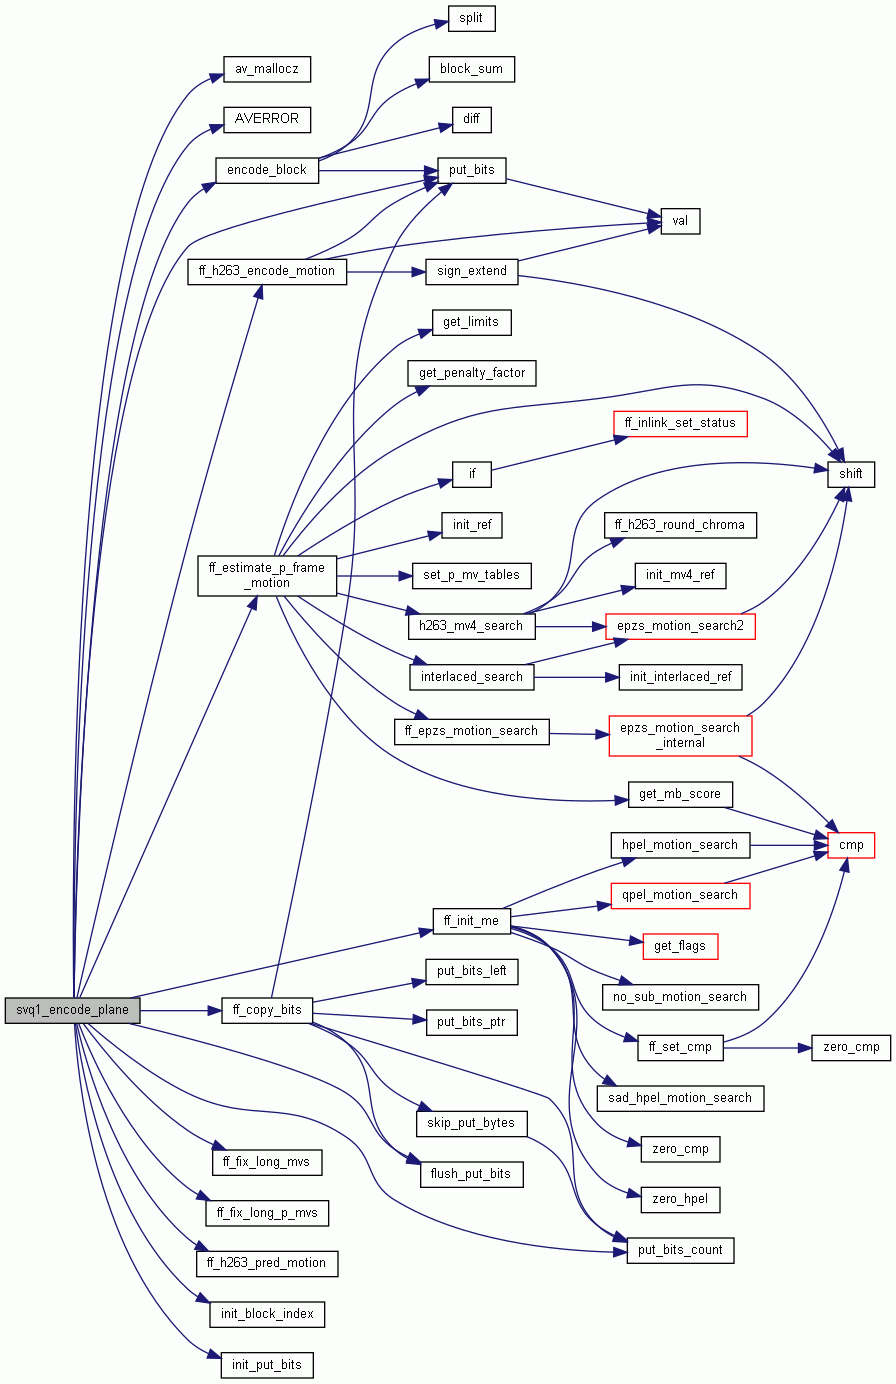 split
av_mallocz
block_sum
AVERROR
diff
encode_block
put_bits
val
ff_h263_encode_motion
sign_extend
get_limits
get_penalty_factor
ff_inlink_set_status
if
shift
init_ref
ff_h263_round_chroma
ff_estimate_p_frame
_motion
set_p_mv_tables
init_mv4_ref
h263_mv4_search
epzs_motion_search2
interlaced_search
init_interlaced_ref
ff_epzs_motion_search
epzs_motion_search
_internal
get_mb_score
hpel_motion_search
cmp
qpel_motion_search
ff_init_me
get_flags
put_bits_left
no_sub_motion_search
svq1_encode_plane
ff_copy_bits
put_bits_ptr
ff_set_cmp
zero_cmp
sad_hpel_motion_search
skip_put_bytes
zero_cmp
ff_fix_long_mvs
flush_put_bits
zero_hpel
ff_fix_long_p_mvs
put_bits_count
ff_h263_pred_motion
init_block_index
init_put_bits